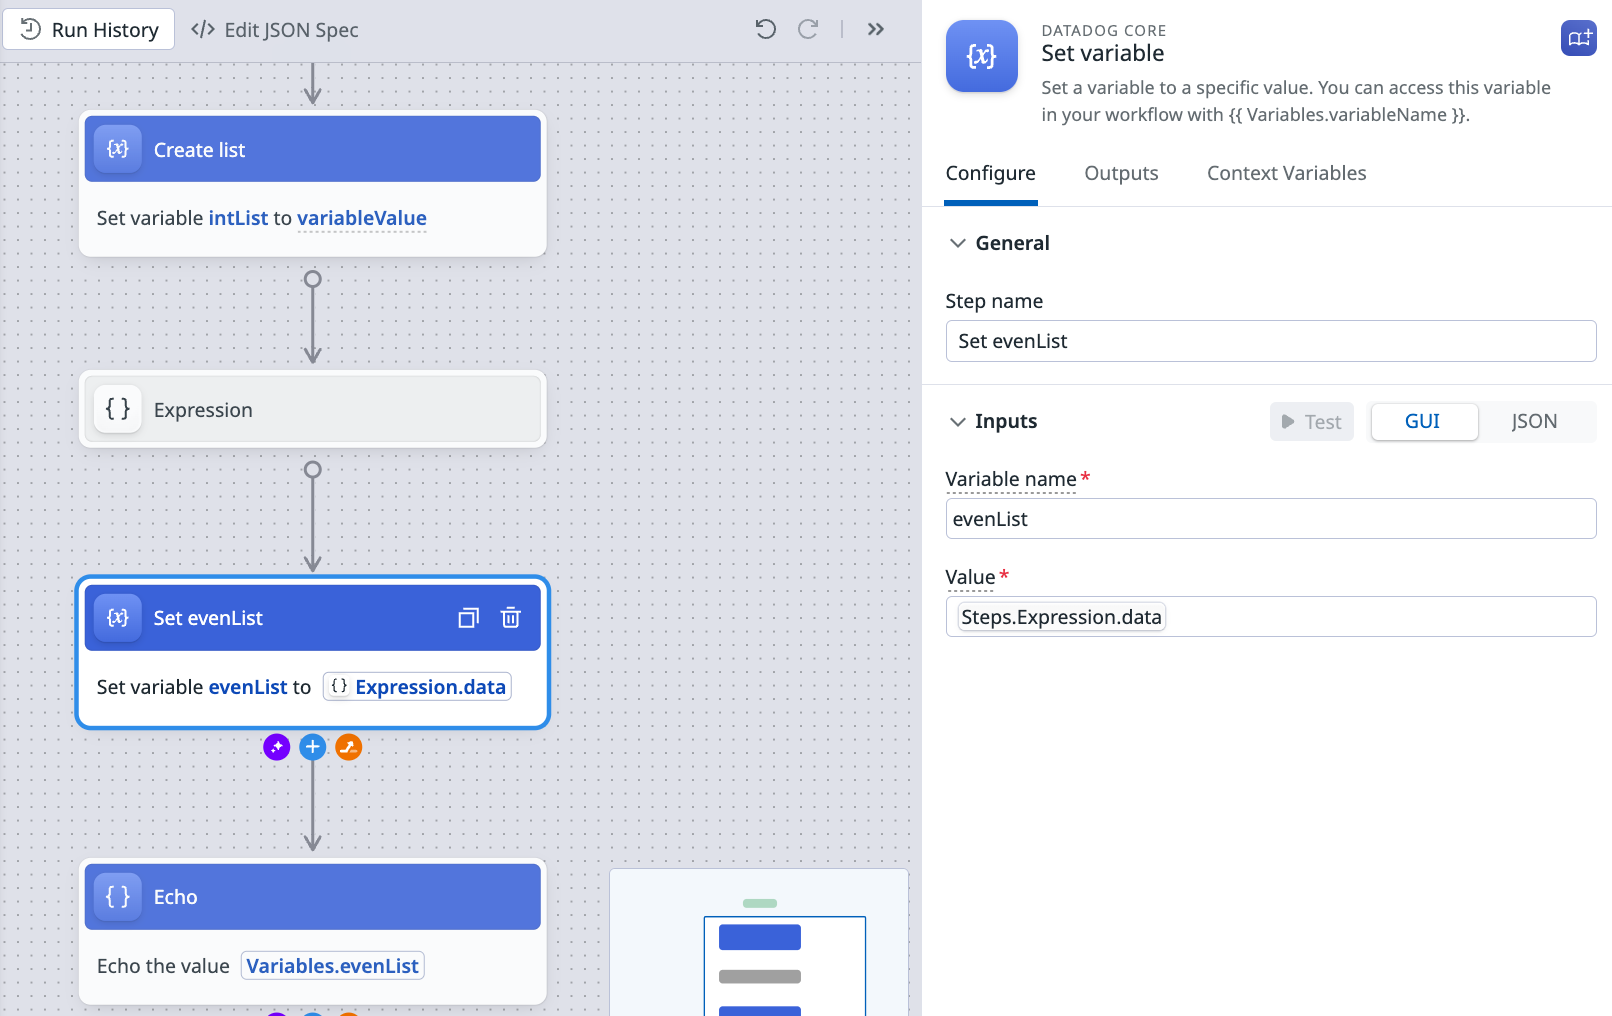 Run History
</> Edit JSON Spec
{x} Create list
Set variable intList to variableValue
{ } Expression
{x} Set evenList
Set variable evenList to { } Expression.data
{ } Echo
Echo the value Variables.evenList
{x}
DATADOG CORE
Set variable
Set a variable to a specific value. You can access this variable
in your workflow with {{ Variables.variableName }}.
Configure Outputs Context Variables
General
Step name
Set evenList
Inputs Test GUI JSON
Variable name *
evenList
Value *
Steps.Expression.data